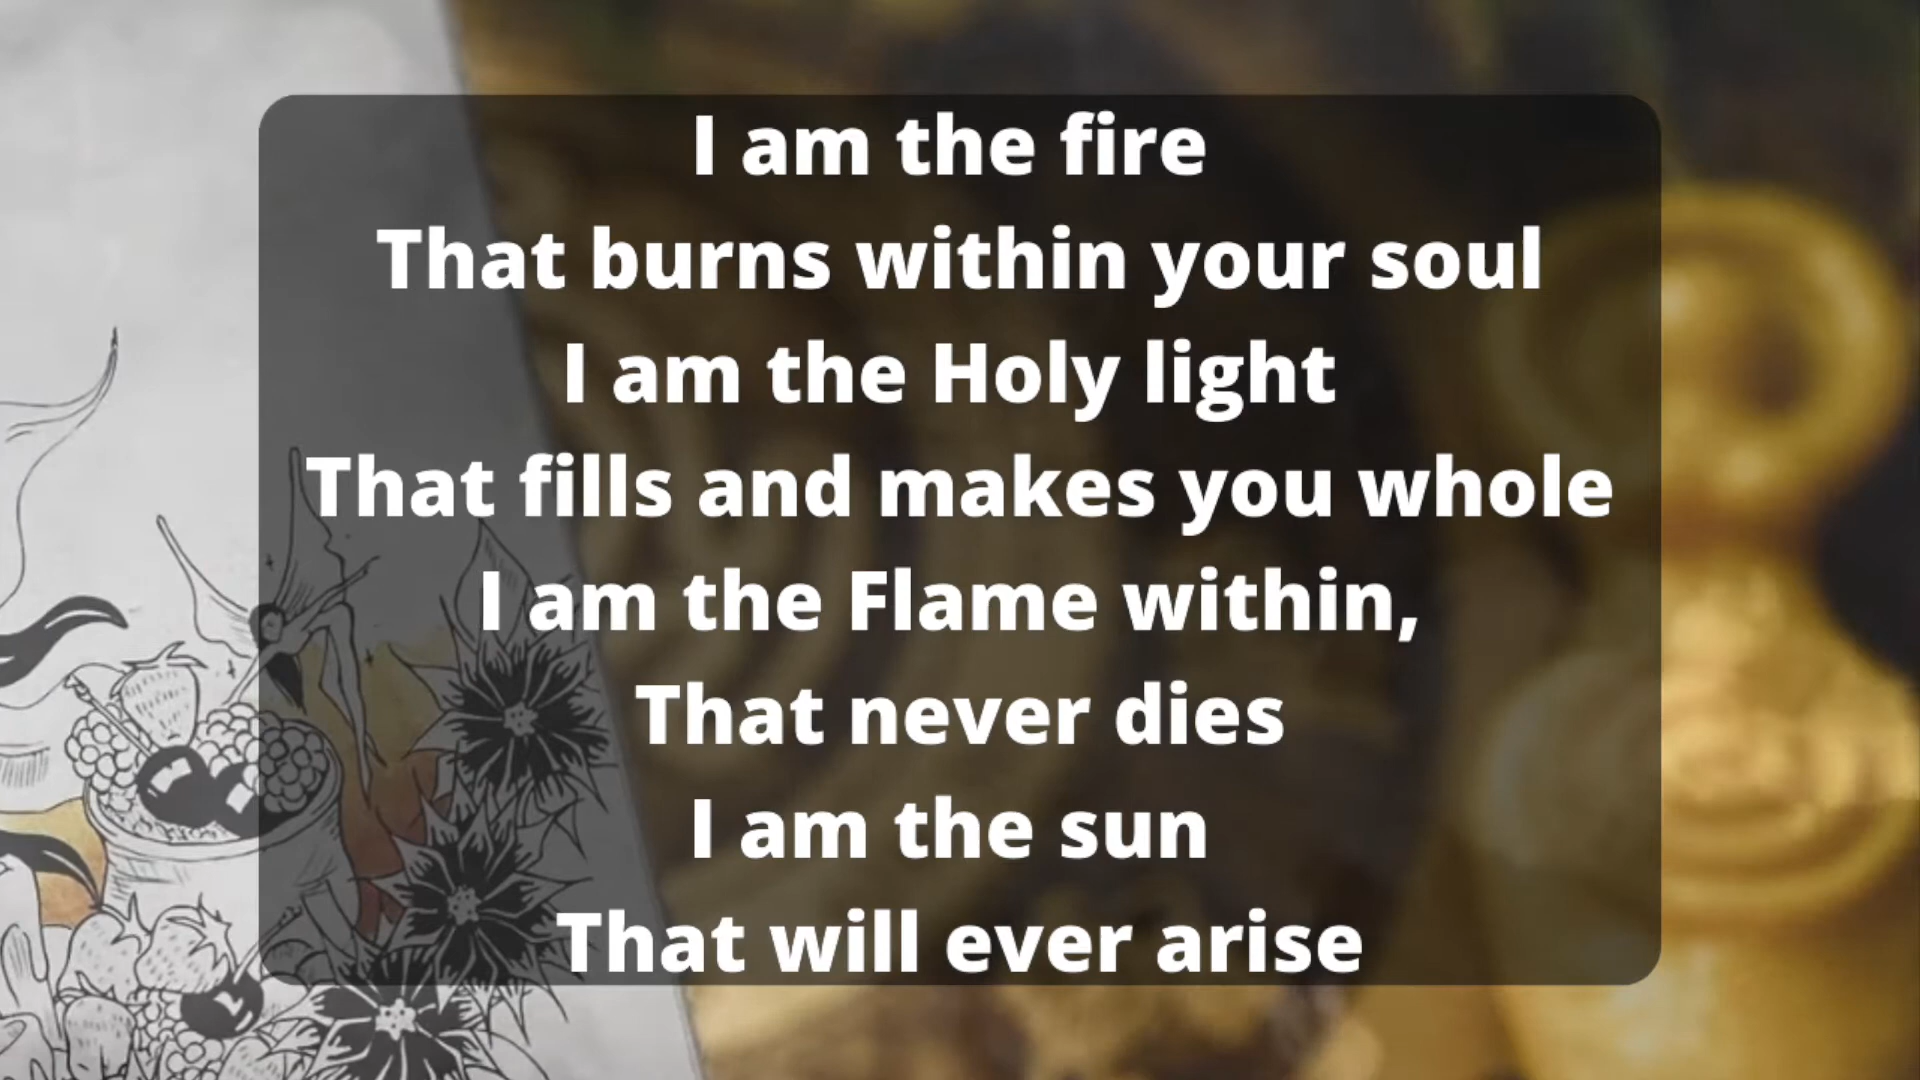 I am the fire
That burns within your soul
I am the Holy light
That fills and makes you whole
I am the Flame within,
That never dies
I am the sun
That will ever arise